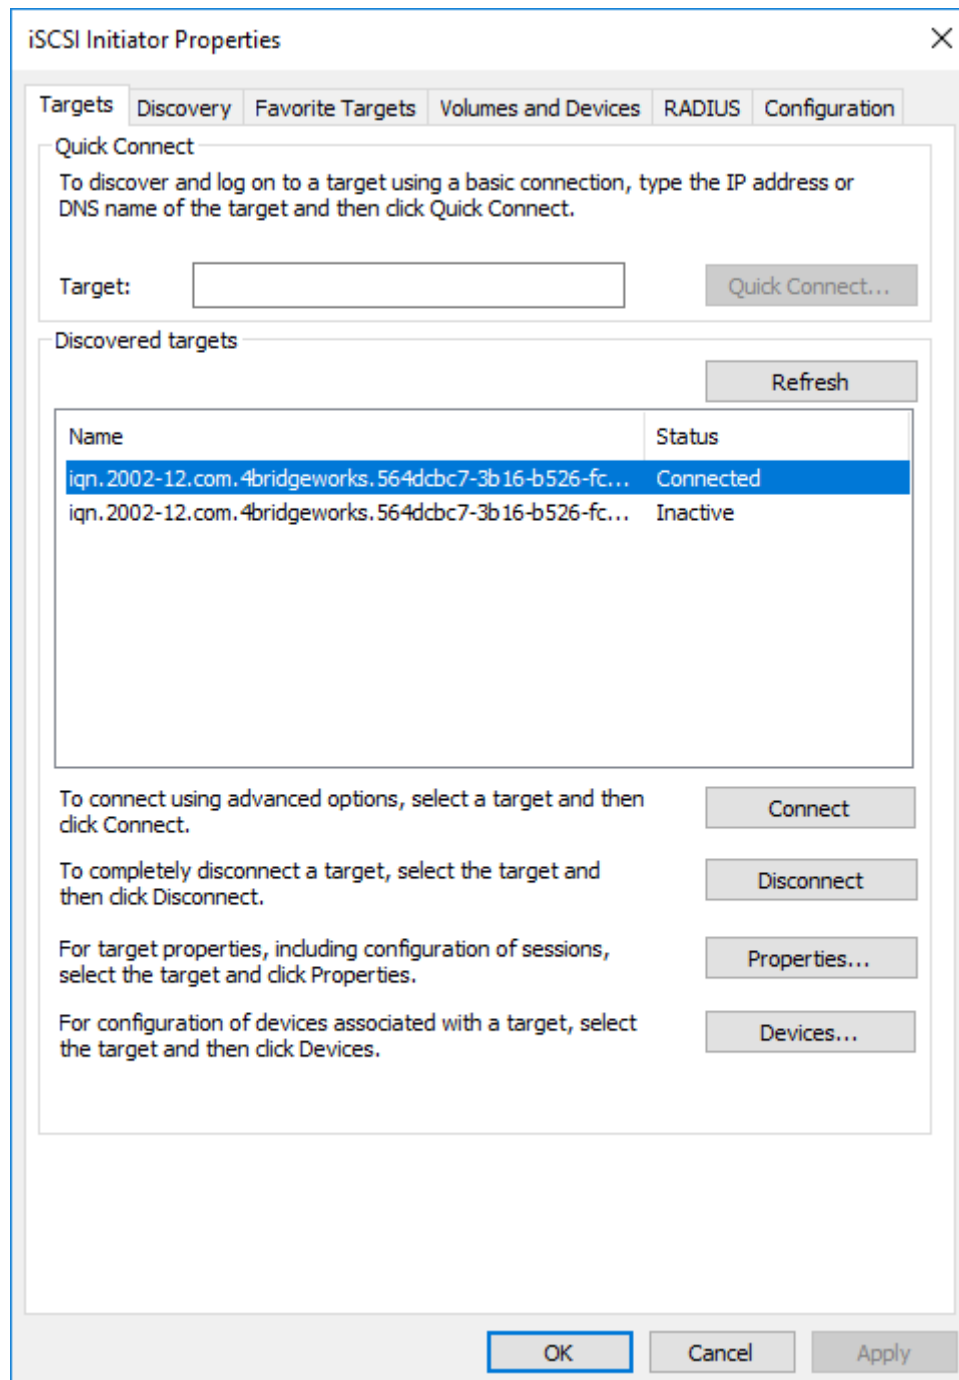 iSCSI Initiator Properties
Targets Discovery Favorite Targets Volumes and Devices RADIUS Configuration
Quick Connect
To discover and log on to a target using a basic connection, type the IP address or
DNS name of the target and then click Quick Connect.
Target: Quick Connect...
Discovered targets
Refresh
Name Status
iqn.2002-12.com.4bridgeworks.564dcbc7-3b16-b526-fc... Connected
iqn.2002-12.com.4bridgeworks.564dcbc7-3b16-b526-fc... Inactive
To connect using advanced options, select a target and then
click Connect.
Connect
To completely disconnect a target, select the target and
then click Disconnect.
Disconnect
For target properties, including configuration of sessions,
select the target and click Properties.
Properties...
For configuration of devices associated with a target, select
the target and then click Devices.
Devices...
OK Cancel Apply